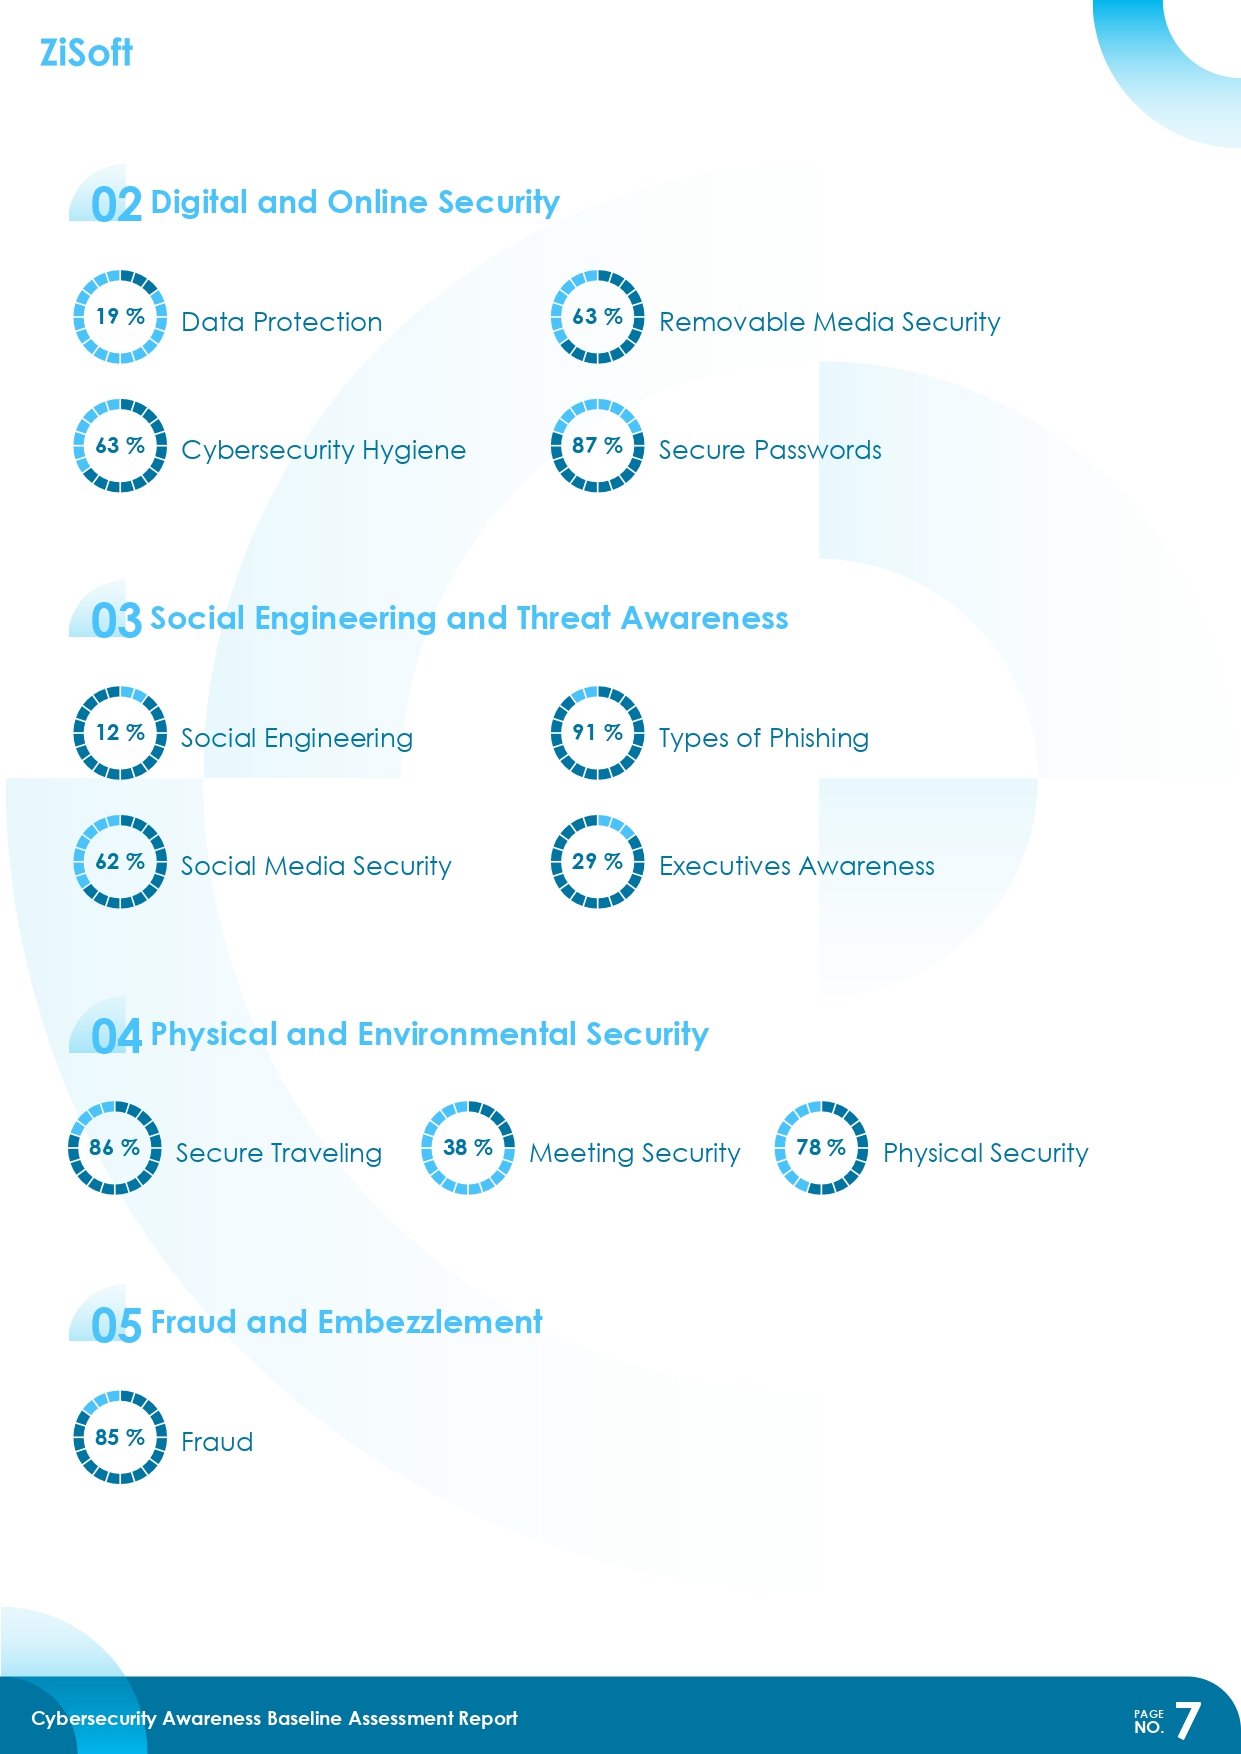 ZiSoft
02 Digital and Online Security
19 % Data Protection
63 % Removable Media Security
63 % Cybersecurity Hygiene
87 % Secure Passwords
03 Social Engineering and Threat Awareness
12 % Social Engineering
91 % Types of Phishing
62 % Social Media Security
29 % Executives Awareness
04 Physical and Environmental Security
86 % Secure Traveling
38 % Meeting Security
78 % Physical Security
05 Fraud and Embezzlement
85 % Fraud
Cybersecurity Awareness Baseline Assessment Report
PAGE
NO. 7